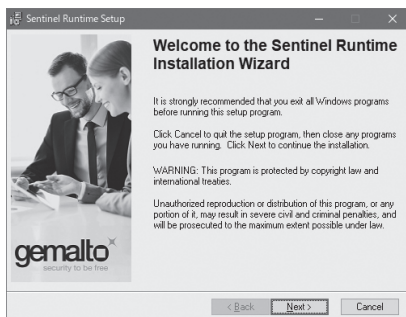 Sentinel Runtime Setup
Welcome to the Sentinel Runtime
Installation Wizard
It is strongly recommended that you exit all Windows programs
before running this setup program.
Click Cancel to quit the setup program, then close any programs
you have running. Click Next to continue the installation.
WARNING: This program is protected by copyright law and
international treaties.
Unauthorized reproduction or distribution of this program, or any
portion of it, may result in severe civil and criminal penalties, and
will be prosecuted to the maximum extent possible under law.
gemalto
security to be free
< Back
Next >
Cancel